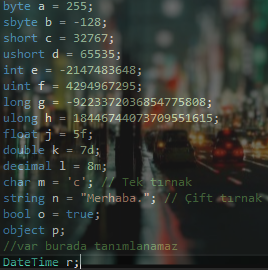 byte a = 255;
sbyte b = -128;
short c = 32767;
ushort d = 65535;
int e = -2147483648;
uint f = 4294967295;
long g = -9223372036854775808;
ulong h = 18446744073709551615;
float j = 5f;
double k = 7d;
decimal l = 8m;
char m = 'c'; // Tek tırnak
string n = "Merhaba."; // Çift tırnak
bool o = true;
object p;
//var burada tanımlanamaz
DateTime r;